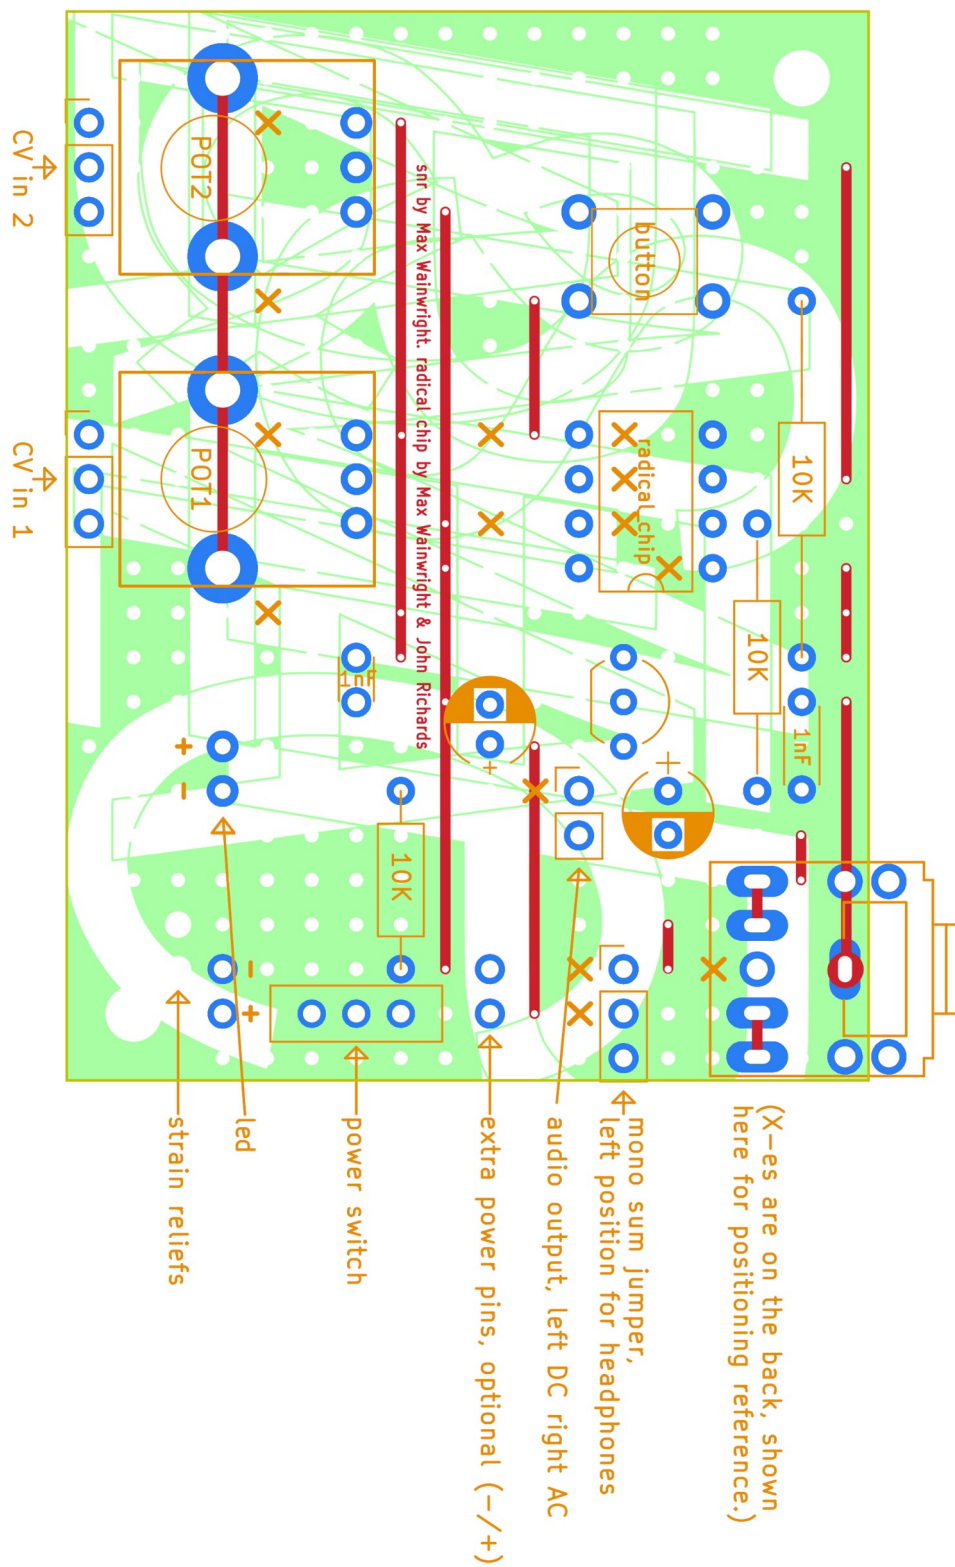 CV in 2
CV in 1
POT2
POT1
snr by Max Wainwright. radical chip by Max Wainwright & John Richards
button
radical chip
10K
10K
1nF
1nF
10K
+
-
-
+
+
+
strain reliefs
led
power switch
extra power pins, optional (-/+)
audio output, left DC right AC
mono sum jumper,
left position for headphones
(X-es are on the back, shown
here for positioning reference.)